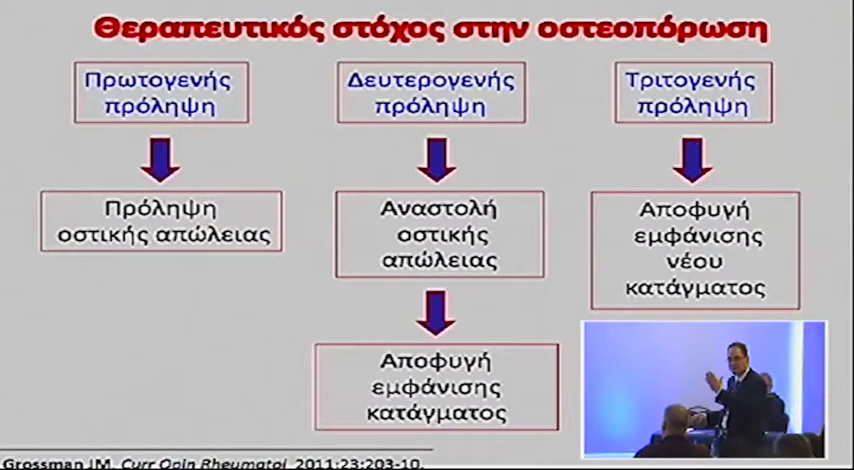 Θεραπευτικός στόχος στην οστεοπόρωση
Πρωτογενής
πρόληψη
Πρόληψη
οστικής απώλειας
Δευτερογενής
πρόληψη
Αναστολή
οστικής
απώλειας
Αποφυγή
εμφάνισης
κατάγματος
Τριτογενής
πρόληψη
Αποφυγή
εμφάνισης
νέου
κατάγματος
Grossman JM. Curr Opin Rheumatol 2011:23:203-10.